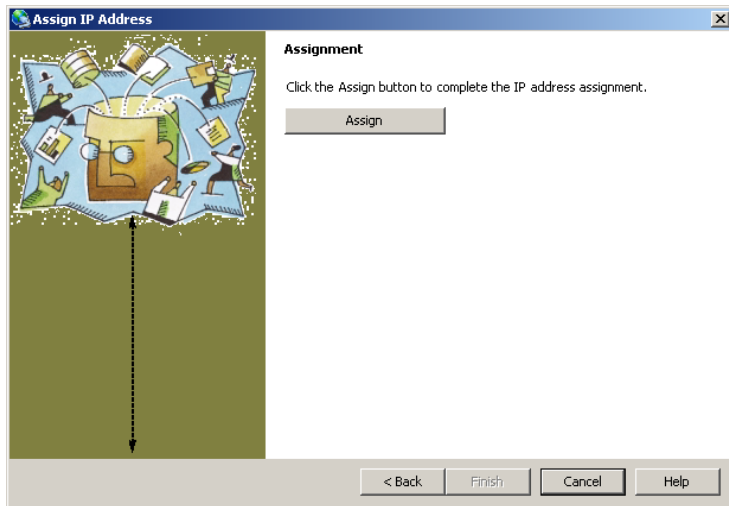 Assign IP Address
Assignment
Click the Assign button to complete the IP address assignment.
Assign
< Back
Finish
Cancel
Help